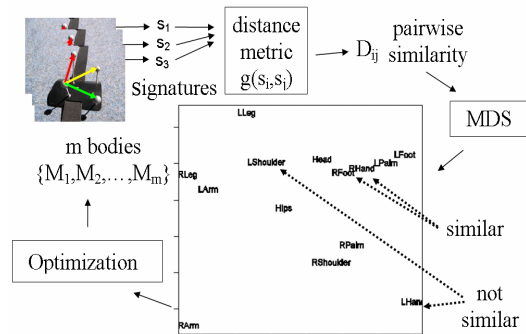 s1
s2
s3
Signatures
distance
metric
g(si,sj)
Dij
pairwise
similarity
MDS
m bodies
{M1,M2,...,Mm}
LLeg
LShoulder
Head
RFoot
RHand
LPalm
LFoot
RLeg
LArm
Hips
RPalm
RShoulder
LHand
RArm
similar
not
similar
Optimization